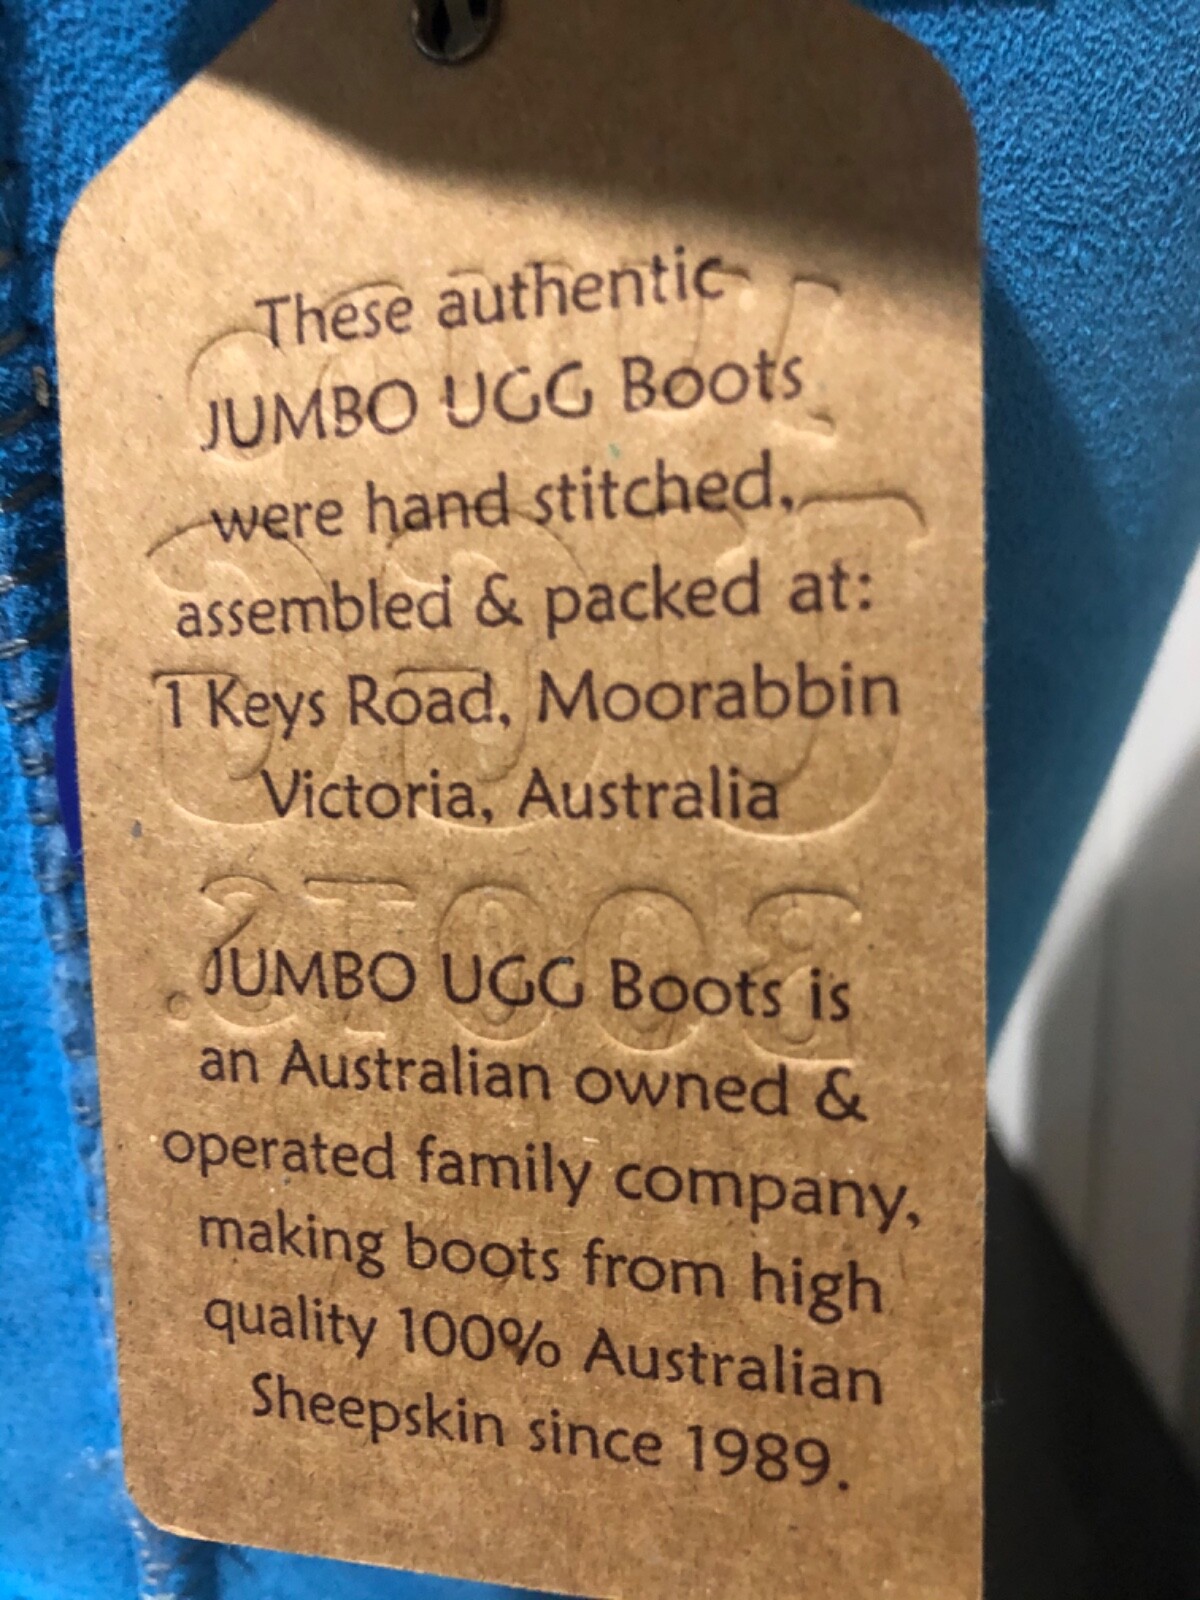 These authentic
JUMBO UGG Boots
were hand stitched,
assembled & packed at:
1 Keys Road, Moorabbin
Victoria, Australia
JUMBO UGG Boots is
an Australian owned &
operated family company,
making boots from high
quality 100% Australian
Sheepskin since 1989.